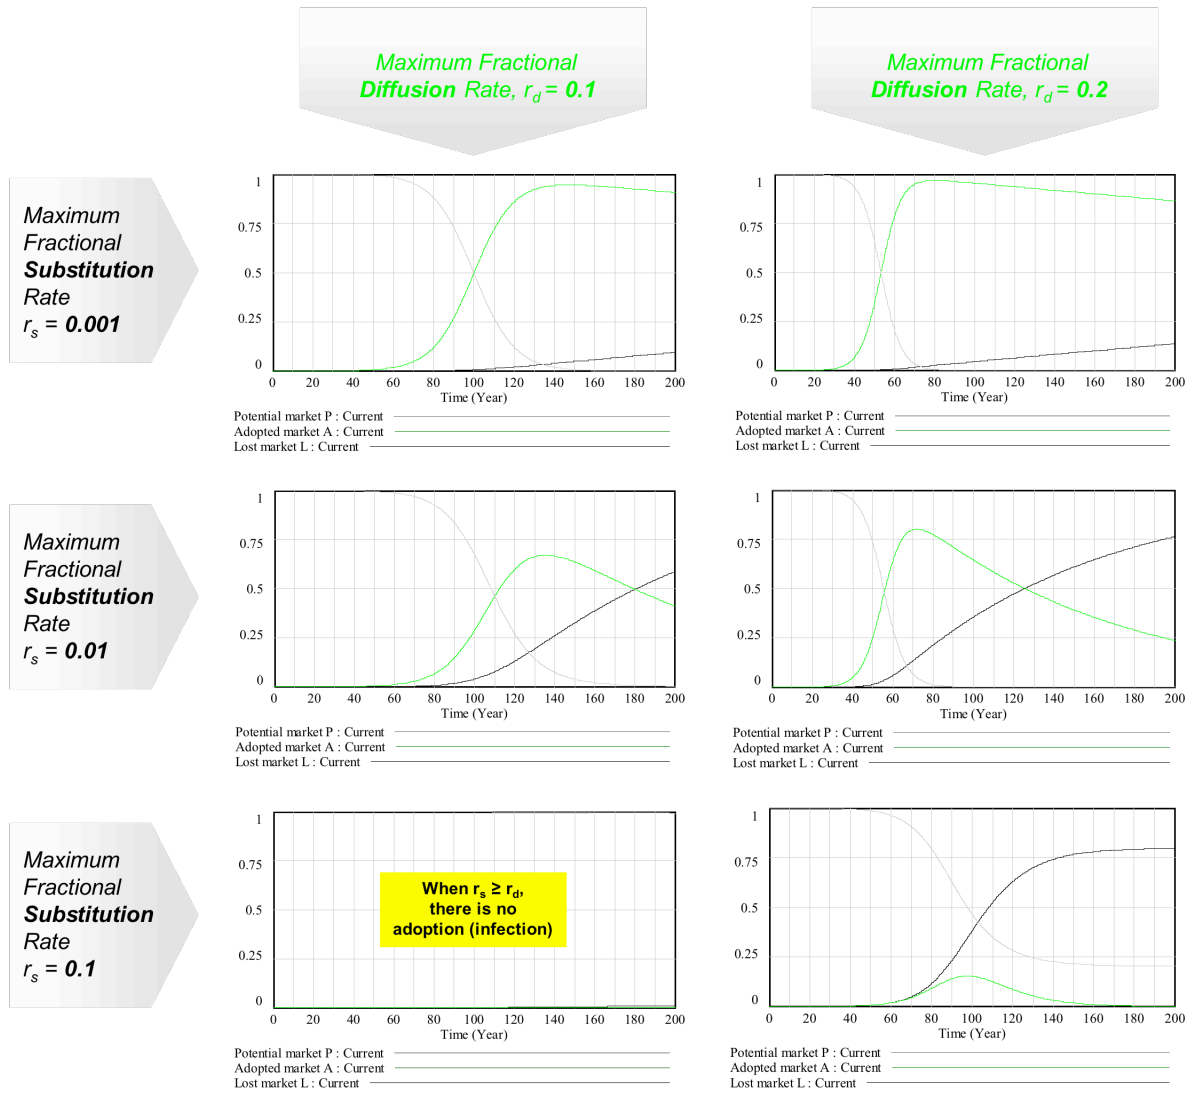 Maximum Fractional
Diffusion Rate, rd = 0.1
Maximum Fractional
Diffusion Rate, rd = 0.2
Maximum
Fractional
Substitution
Rate
rs = 0.001
1
0.75
0.5
0.25
0
0 20 40 60 80 100 120 140 160 180 200
Time (Year)
Potential market P : Current
Adopted market A : Current
Lost market L : Current
1
0.75
0.5
0.25
0
0 20 40 60 80 100 120 140 160 180 200
Time (Year)
Potential market P : Current
Adopted market A : Current
Lost market L : Current
Maximum
Fractional
Substitution
Rate
rs = 0.01
1
0.75
0.5
0.25
0
0 20 40 60 80 100 120 140 160 180 200
Time (Year)
Potential market P : Current
Adopted market A : Current
Lost market L : Current
1
0.75
0.5
0.25
0
0 20 40 60 80 100 120 140 160 180 200
Time (Year)
Potential market P : Current
Adopted market A : Current
Lost market L : Current
Maximum
Fractional
Substitution
Rate
rs = 0.1
1
0.75
0.5
0.25
0
When rs ≥ rd,
there is no
adoption (infection)
0 20 40 60 80 100 120 140 160 180 200
Time (Year)
Potential market P : Current
Adopted market A : Current
Lost market L : Current
1
0.75
0.5
0.25
0
0 20 40 60 80 100 120 140 160 180 200
Time (Year)
Potential market P : Current
Adopted market A : Current
Lost market L : Current